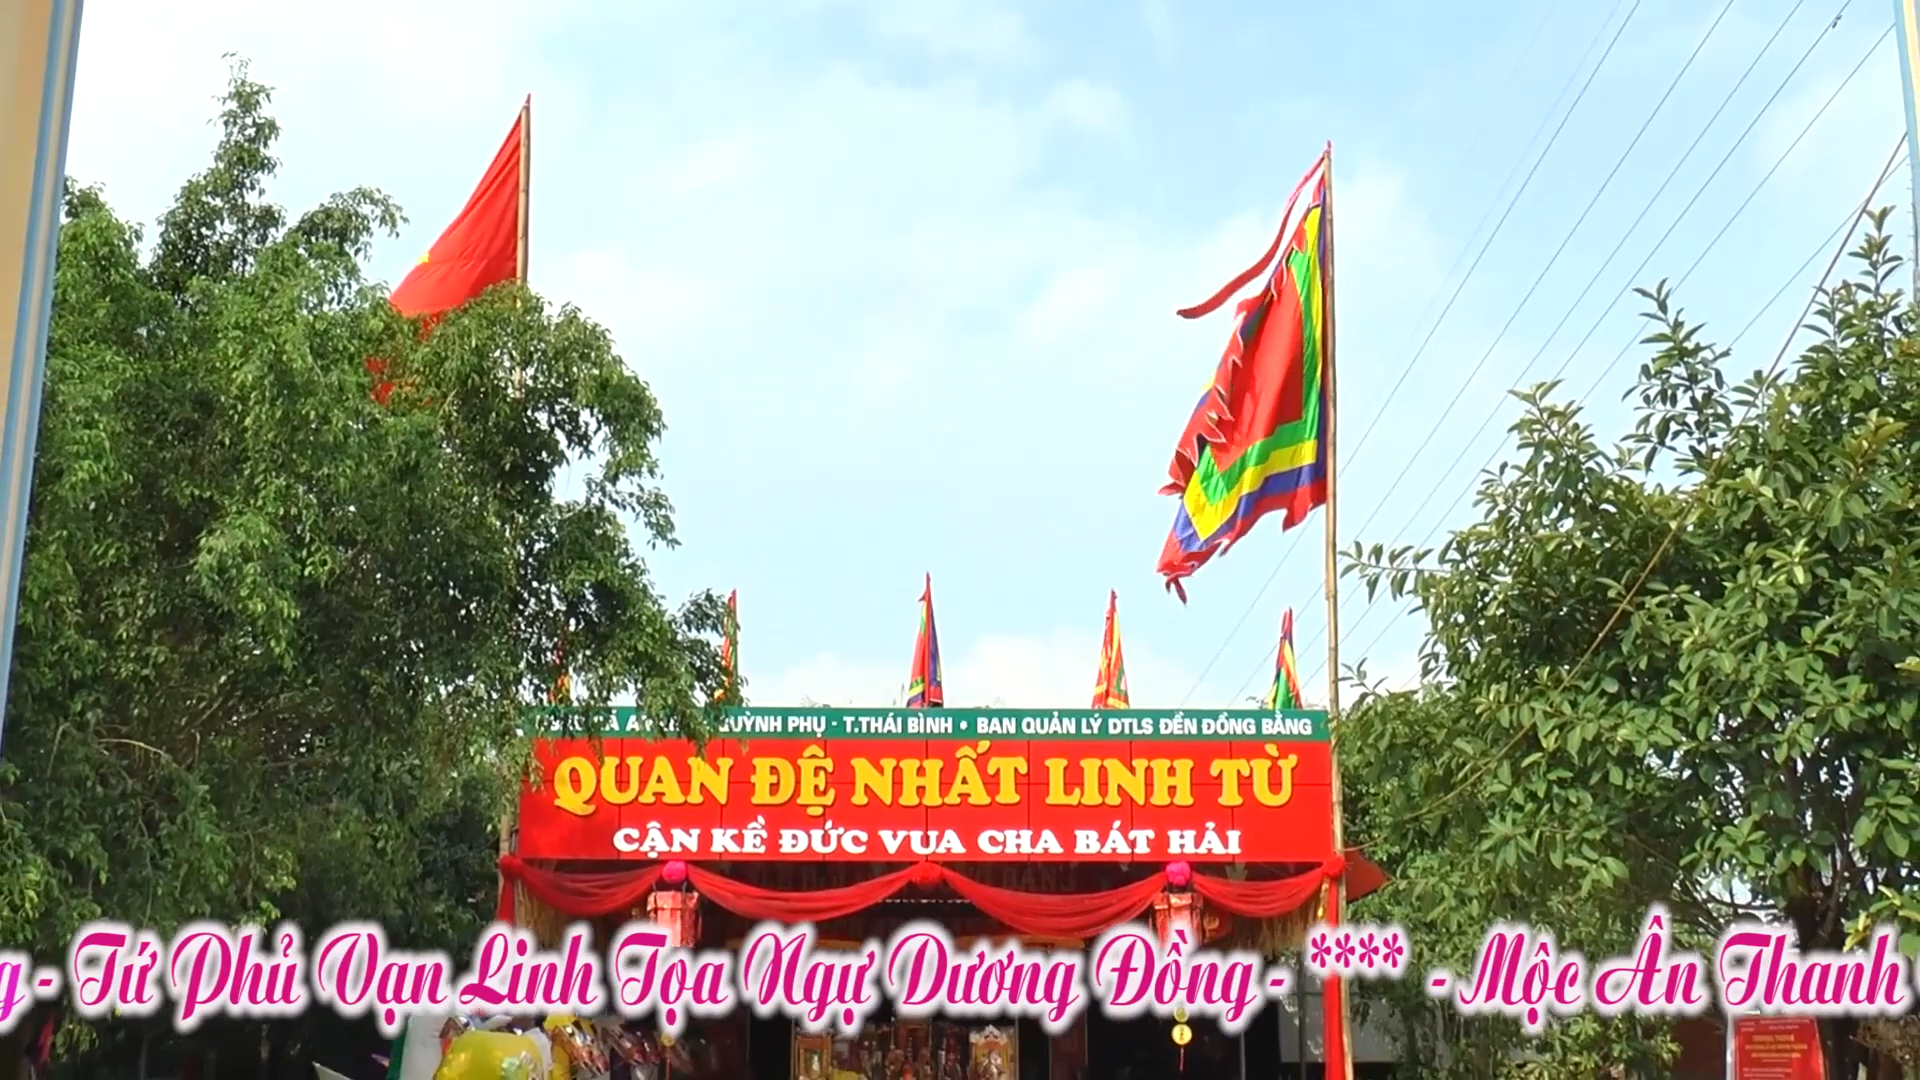 QUỲNH PHỤ - T.THÁI BÌNH • BAN QUẢN LÝ DTLS ĐỀN ĐỒNG BẰNG
QUAN ĐỆ NHẤT LINH TỪ
CẬN KỀ ĐỨC VUA CHA BÁT HẢI
- Tứ Phủ Vạn Linh Tọa Ngự Dương Đồng - **** - Mộc Ân Thanh